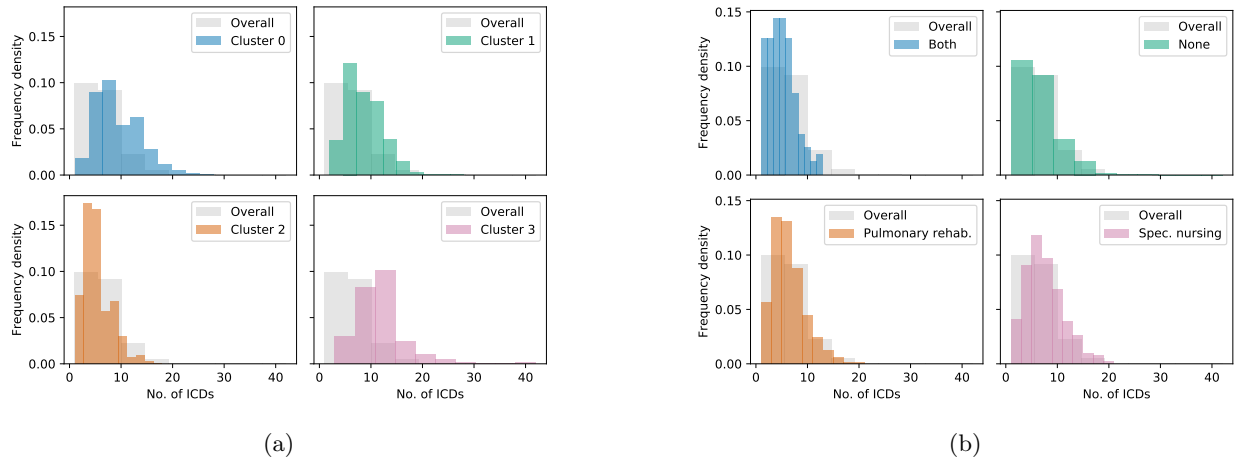 Overall
Cluster 0
Overall
Cluster 1
0.15
0.10
0.05
0.00
Frequency density
Overall
Cluster 2
Overall
Cluster 3
0.15
0.10
0.05
0.00
Frequency density
0 10 20 30 40
0 10 20 30 40
No. of ICDs
No. of ICDs
(a)
Overall
Both
Overall
None
0.15
0.10
0.05
0.00
Frequency density
Overall
Pulmonary rehab.
Overall
Spec. nursing
0.15
0.10
0.05
0.00
Frequency density
0 10 20 30 40
0 10 20 30 40
No. of ICDs
No. of ICDs
(b)